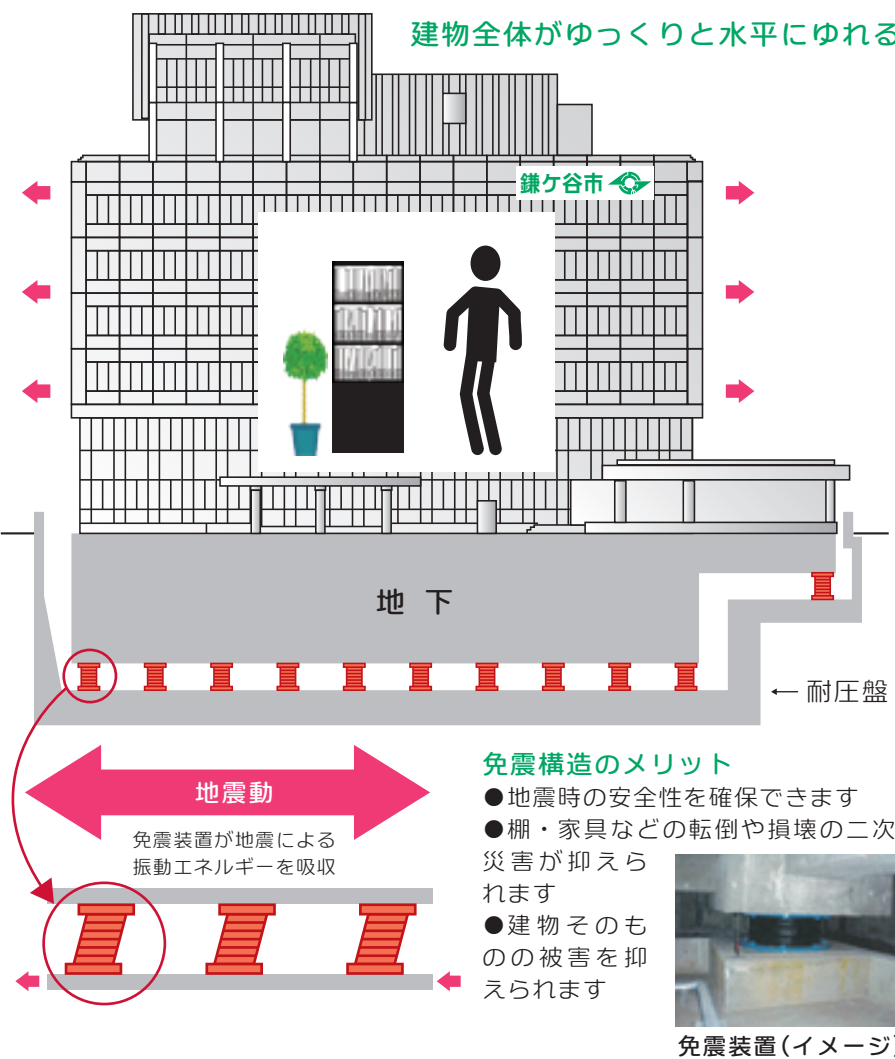 建物全体がゆっくりと水平にゆれる
鎌ケ谷市
地下
← 耐圧盤
地震動
免震装置が地震による
振動エネルギーを吸収
免震構造のメリット
●地震時の安全性を確保できます
●棚・家具などの転倒や損壊の二次
災害が抑えら
れます
●建物そのも
のの被害を抑
えられます
免震装置(イメージ)